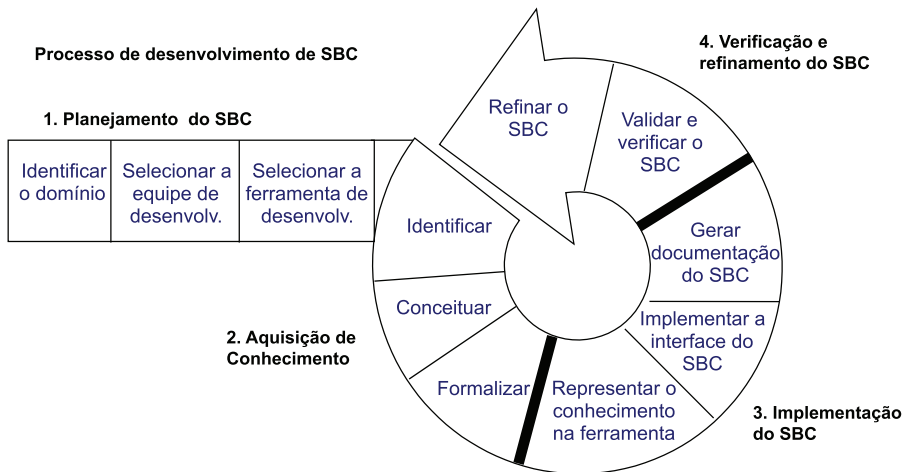 Processo de desenvolvimento de SBC
1. Planejamento do SBC
Identificar
o domínio
Selecionar a
equipe de
desenvolv.
Selecionar a
ferramenta de
desenvolv.
Identificar
Conceituar
2. Aquisição de
Conhecimento
Formalizar
Representar o
conhecimento
na ferramenta
Implementar a
interface do
SBC
3. Implementação
do SBC
Gerar
documentação
do SBC
4. Verificação e
refinamento do SBC
Validar e
verificar o
SBC
Refinar o
SBC